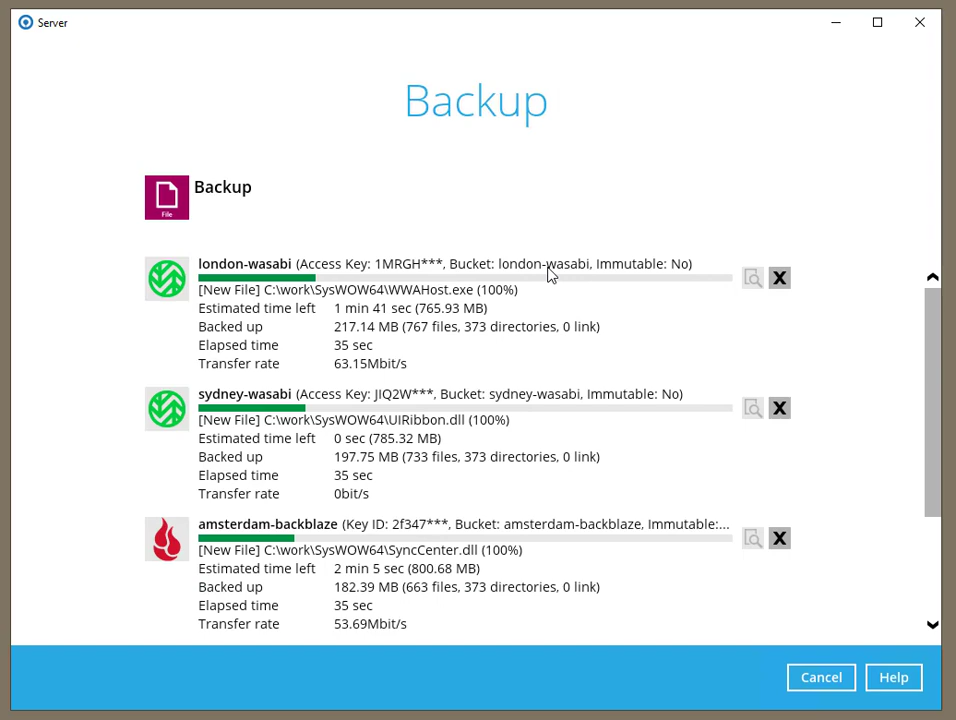 Server
Backup
File
Backup
london-wasabi (Access Key: 1MRGH***, Bucket: london-wasabi, Immutable: No)
[New File] C:\work\SysWOW64\WWAHost.exe (100%)
Estimated time left 1 min 41 sec (765.93 MB)
Backed up 217.14 MB (767 files, 373 directories, 0 link)
Elapsed time 35 sec
Transfer rate 63.15Mbit/s
sydney-wasabi (Access Key: JIQ2W***, Bucket: sydney-wasabi, Immutable: No)
[New File] C:\work\SysWOW64\UIRibbon.dll (100%)
Estimated time left 0 sec (785.32 MB)
Backed up 197.75 MB (733 files, 373 directories, 0 link)
Elapsed time 35 sec
Transfer rate 0bit/s
amsterdam-backblaze (Key ID: 2f347***, Bucket: amsterdam-backblaze, Immutable:...
[New File] C:\work\SysWOW64\SyncCenter.dll (100%)
Estimated time left 2 min 5 sec (800.68 MB)
Backed up 182.39 MB (663 files, 373 directories, 0 link)
Elapsed time 35 sec
Transfer rate 53.69Mbit/s
Cancel Help